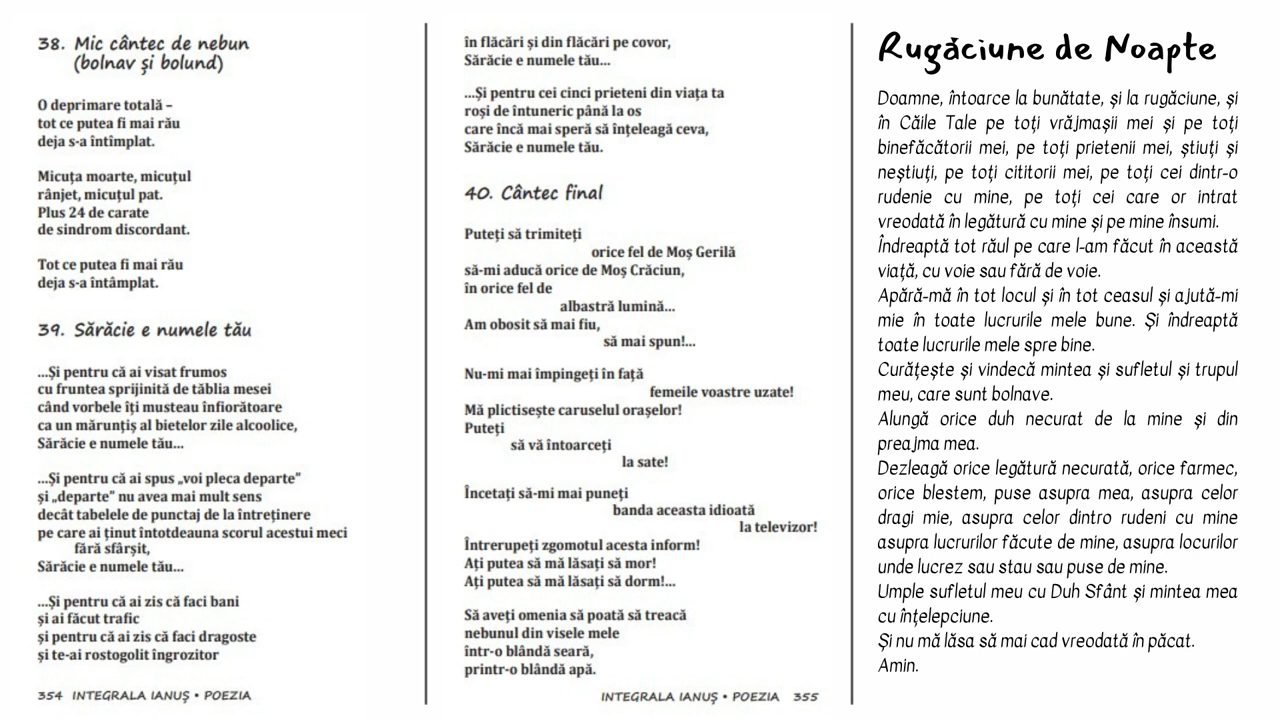 38. Mic cântec de nebun
(bolnav și bolund)
O deprimare totală –
tot ce putea fi mai rău
deja s-a întîmplat.
Micuța moarte, micuțul
rânjet, micuțul pat.
Plus 24 de carate
de sindrom discordant.
Tot ce putea fi mai rău
deja s-a întâmplat.
39. Sărăcie e numele tău
...Și pentru că ai visat frumos
cu fruntea sprijinită de tăblia mesei
când vorbele îți musteau înfiorătoare
ca un mărunțiș al bietelor zile alcoolice,
Sărăcie e numele tău...
...Și pentru că ai spus „voi pleca departe”
și „departe” nu avea mai mult sens
decât tabelele de punctaj de la întreținere
pe care ai ținut întotdeauna scorul acestui meci
fără sfârșit,
Sărăcie e numele tău...
...Și pentru că ai zis că faci bani
și ai făcut trafic
și pentru că ai zis că faci dragoste
și te-ai rostogolit îngrozitor
354 INTEGRALA IANUȘ • POEZIA
în flăcări și din flăcări pe covor,
Sărăcie e numele tău...
...Și pentru cei cinci prieteni din viața ta
roși de întuneric până la os
care încă mai speră să înțeleagă ceva,
Sărăcie e numele tău.
40. Cântec final
Puteți să trimiteți
orice fel de Moș Gerilă
să-mi aducă orice de Moș Crăciun,
în orice fel de
albastră lumină...
Am obosit să mai fiu,
să mai spun!...
Nu-mi mai împingeți în față
femeile voastre uzate!
Mă plictisește caruselul orașelor!
Puteți
să vă întoarceți
la sate!
Încetați să-mi mai puneți
banda aceasta idioată
la televizor!
Întrerupeți zgomotul acesta inform!
Ați putea să mă lăsați să mor!
Ați putea să mă lăsați să dorm!...
Să aveți omenia să poată să treacă
nebunul din visele mele
într-o blândă seară,
printr-o blândă apă.
INTEGRALA IANUȘ • POEZIA 355
Rugăciune de Noapte
Doamne, întoarce la bunătate, și la rugăciune, și
în Căile Tale pe toți vrăjmașii mei și pe toți
binefăcătorii mei, pe toți prietenii mei, știuți și
neștiuți, pe toți cititorii mei, pe toți cei dintr-o
rudenie cu mine, pe toți cei care or intrat
vreodată în legătură cu mine și pe mine însumi.
Îndreaptă tot răul pe care l-am făcut în această
viață, cu voie sau fără de voie.
Apără-mă în tot locul și în tot ceasul și ajută-mi
mie în toate lucrurile mele bune. Și îndreaptă
toate lucrurile mele spre bine.
Curățește și vindecă mintea și sufletul și trupul
meu, care sunt bolnave.
Alungă orice duh necurat de la mine și din
preajma mea.
Dezleagă orice legătură necurată, orice farmec,
orice blestem, puse asupra mea, asupra celor
dragi mie, asupra celor dintro rudeni cu mine
asupra lucrurilor făcute de mine, asupra locurilor
unde lucrez sau stau sau puse de mine.
Umple sufletul meu cu Duh Sfânt și mintea mea
cu înțelepciune.
Și nu mă lăsa să mai cad vreodată în păcat.
Amin.